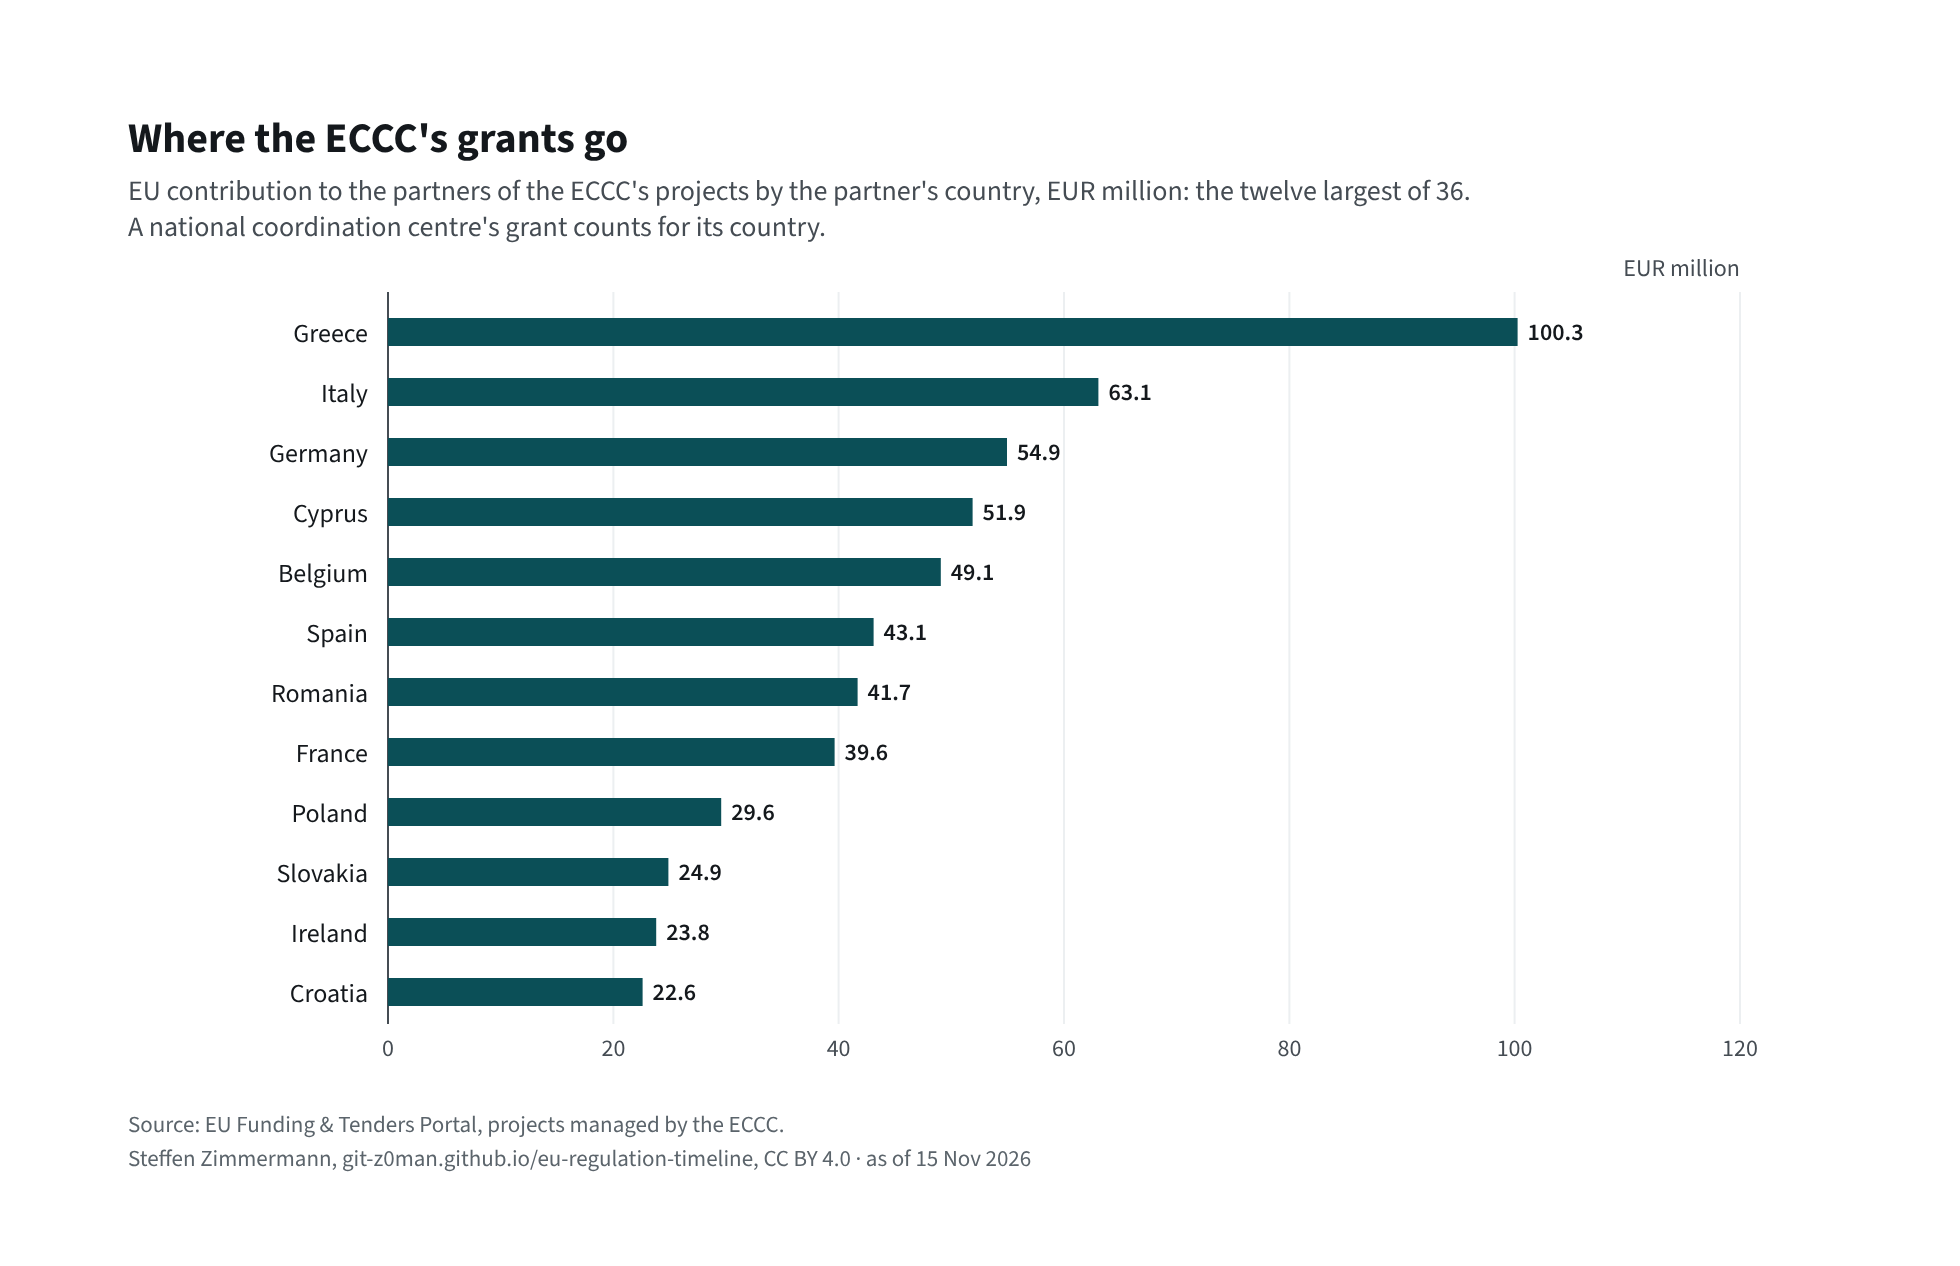 Where the ECCC's grants go
EU contribution to the partners of the ECCC's projects by the partner's country, EUR million: the twelve largest of 36.
A national coordination centre's grant counts for its country.
EUR million
Greece 100.3
Italy 63.1
Germany 54.9
Cyprus 51.9
Belgium 49.1
Spain 43.1
Romania 41.7
France 39.6
Poland 29.6
Slovakia 24.9
Ireland 23.8
Croatia 22.6
0 20 40 60 80 100 120
Source: EU Funding & Tenders Portal, projects managed by the ECCC.
Steffen Zimmermann, git-z0man.github.io/eu-regulation-timeline, CC BY 4.0 · as of 15 Nov 2026